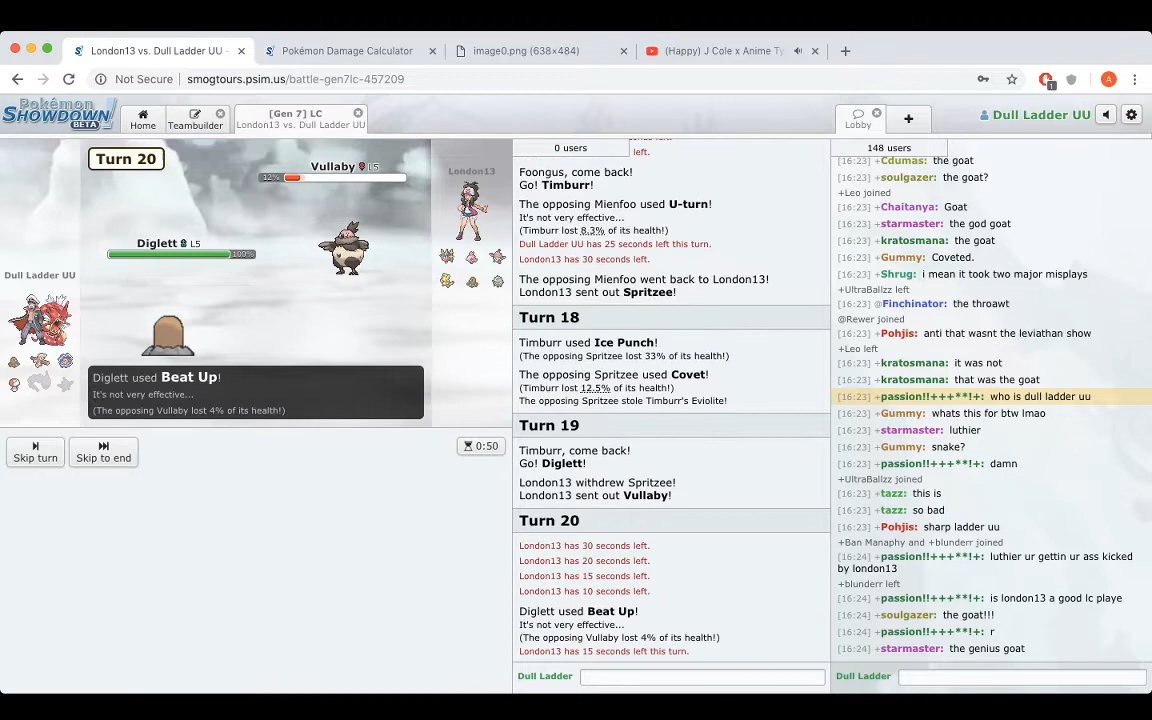 London13 vs. Dull Ladder UU -
Pokémon Damage Calculator
image0.png (638×484)
(Happy) J Cole x Anime Ty
Not Secure
smogtours.psim.us/battle-gen7lc-457209
A
1
Pokémon
SHOWDOWN!
BETA
Home
Teambuilder
[Gen 7] LC
London13 vs. Dull Ladder UU
Lobby
Dull Ladder UU
Turn 20
Vullaby L5
12%
Diglett L5
100%
London13
Dull Ladder UU
Diglett used Beat Up!
It's not very effective...
(The opposing Vullaby lost 4% of its health!)
Skip turn
Skip to end
0:50
0 users
left.
Foongus, come back!
Go! Timburr!
The opposing Mienfoo used U-turn!
It's not very effective...
(Timburr lost 8.3% of its health!)
Dull Ladder UU has 25 seconds left this turn.
London13 has 30 seconds left.
The opposing Mienfoo went back to London13!
London13 sent out Spritzee!
Turn 18
Timburr used Ice Punch!
(The opposing Spritzee lost 33% of its health!)
The opposing Spritzee used Covet!
(Timburr lost 12.5% of its health!)
The opposing Spritzee stole Timburr's Eviolite!
Turn 19
Timburr, come back!
Go! Diglett!
London13 withdrew Spritzee!
London13 sent out Vullaby!
Turn 20
London13 has 30 seconds left.
London13 has 20 seconds left.
London13 has 15 seconds left.
London13 has 10 seconds left.
Diglett used Beat Up!
It's not very effective...
(The opposing Vullaby lost 4% of its health!)
London13 has 15 seconds left this turn.
Dull Ladder
148 users
[16:23] +Cdumas: the goat
[16:23] +soulgazer: the goat?
+Leo joined
[16:23] +Chaitanya: Goat
[16:23] +starmaster: the god goat
[16:23] +kratosmana: the goat
[16:23] +Gummy: Coveted.
[16:23] +Shrug: i mean it took two major misplays
+UltraBallzz left
[16:23] @Finchinator: the throawt
@Rewer joined
[16:23] +Pohjis: anti that wasnt the leviathan show
+Leo left
[16:23] +kratosmana: it was not
[16:23] +kratosmana: that was the goat
[16:23] +passion!!+++**!+: who is dull ladder uu
[16:23] +Gummy: whats this for btw lmao
[16:23] +starmaster: luthier
[16:23] +Gummy: snake?
[16:23] +passion!!+++**!+: damn
+UltraBallzz joined
[16:23] +tazz: this is
[16:23] +tazz: so bad
[16:23] +Pohjis: sharp ladder uu
+Ban Manaphy and +blunderr joined
[16:24] +passion!!+++**!+: luthier ur gettin ur ass kicked
by london13
+blunderr left
[16:24] +passion!!+++**!+: is london13 a good lc playe
[16:24] +soulgazer: the goat!!!
[16:24] +passion!!+++**!+: r
[16:24] +starmaster: the genius goat
Dull Ladder